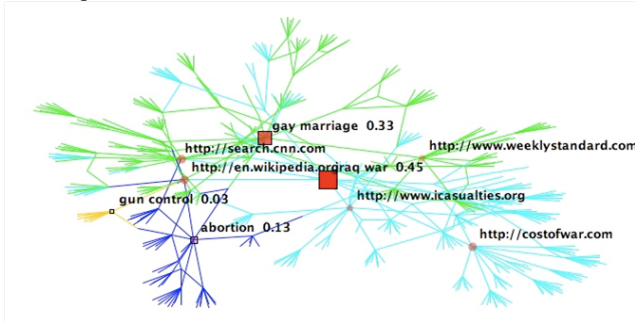 gay marriage 0.33
http://search.cnn.com
http://www.weeklystandard.com
http://en.wikipedia.orgraq war 0.45
gun control 0.03
http://www.icasualties.org
abortion 0.13
http://costofwar.com